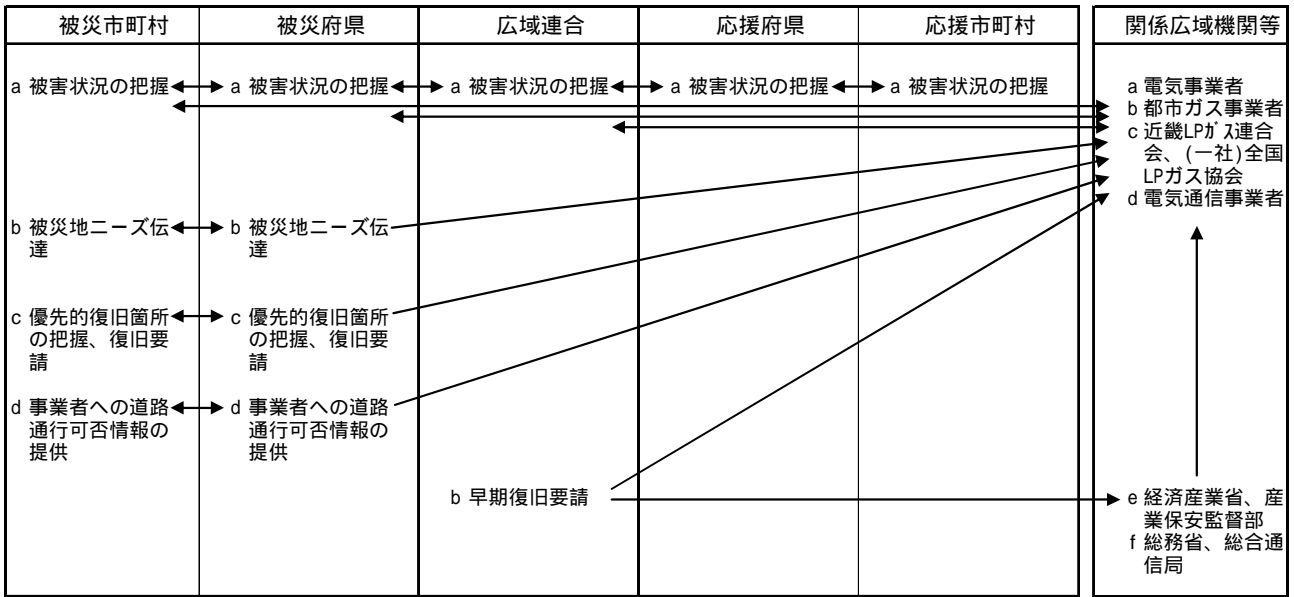 被災市町村
被災府県
広域連合
応援府県
応援市町村
関係広域機関等
a 被害状況の把握
a 被害状況の把握
a 被害状況の把握
a 被害状況の把握
a 被害状況の把握
a 電気事業者
b 都市ガス事業者
c 近畿LPガス連合
会、(一社)全国
LPガス協会
d 電気通信事業者
b 被災地ニーズ伝
達
b 被災地ニーズ伝
達
c 優先的復旧箇所
の把握、復旧要
請
c 優先的復旧箇所
の把握、復旧要
請
d 事業者への道路
通行可否情報の
提供
d 事業者への道路
通行可否情報の
提供
b 早期復旧要請
e 経済産業省、産
業保安監督部
f 総務省、総合通
信局